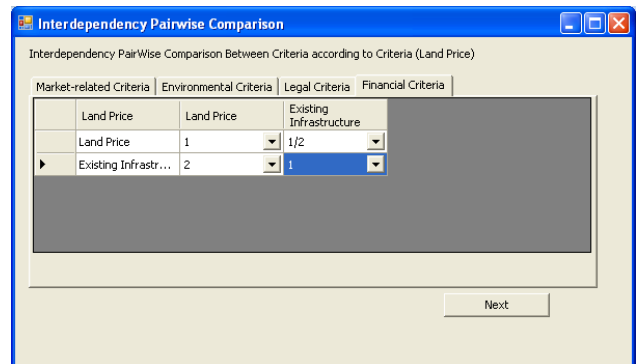 Interdependency Pairwise Comparison
Interdependency PairWise Comparison Between Criteria according to Criteria (Land Price)
Market-related Criteria Environmental Criteria Legal Criteria Financial Criteria
Land Price Land Price Existing
Infrastructure
Land Price 1 1/2
Existing Infrastr... 2 1
Next